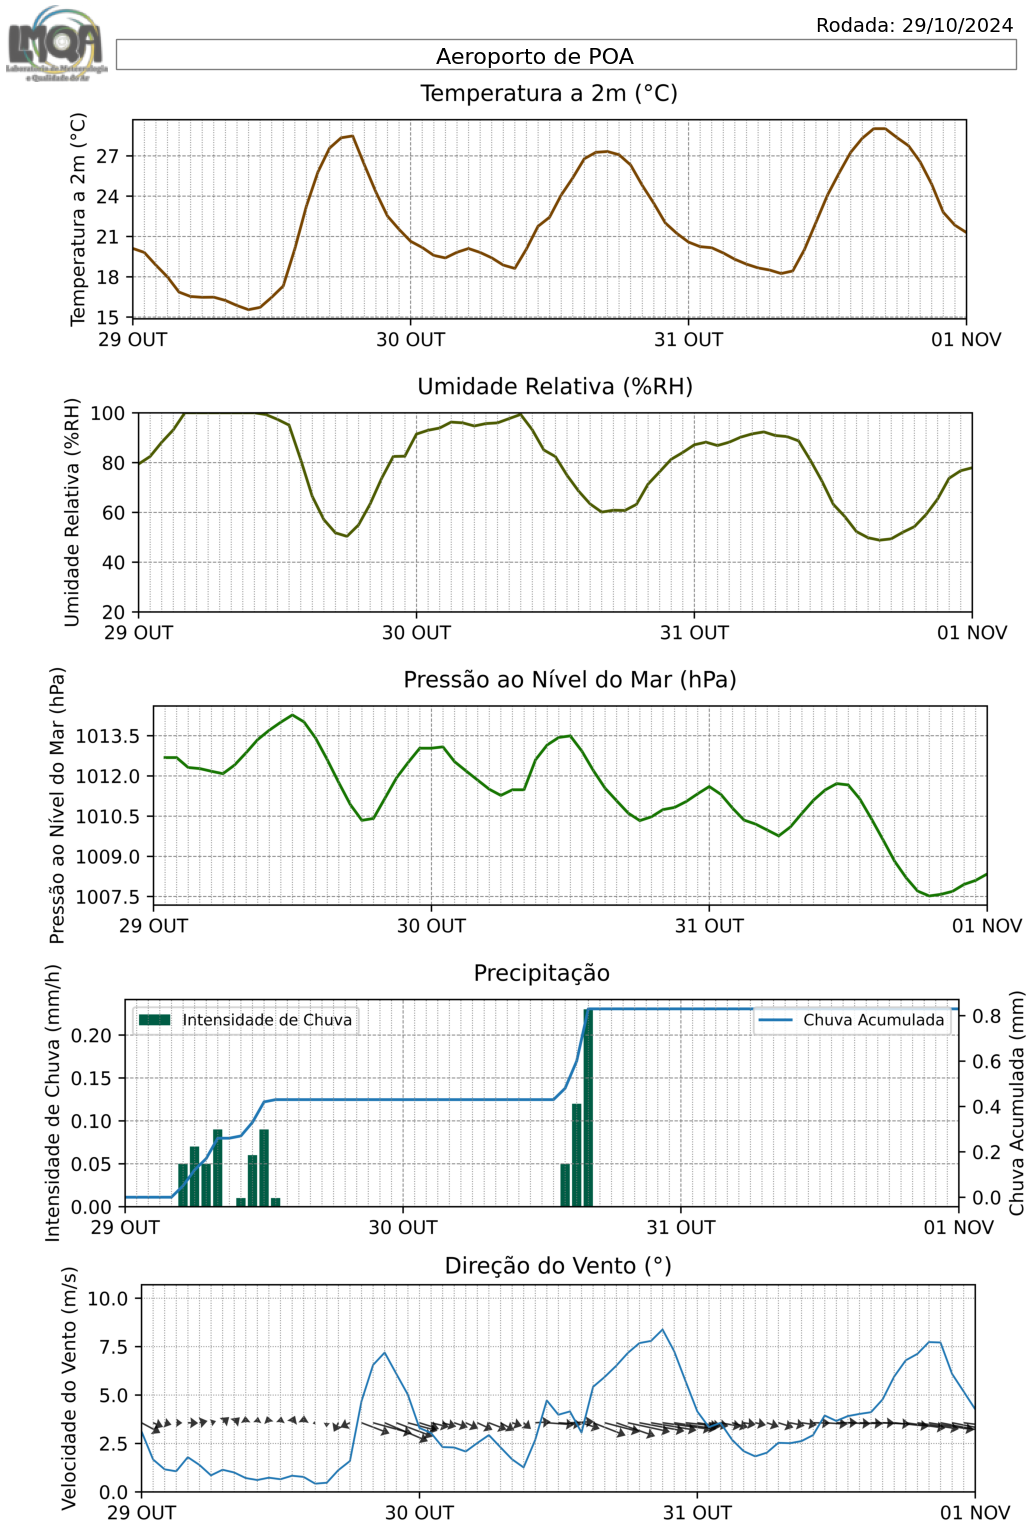 LMQA
Laboratório de Meteorologia
e Qualidade do Ar
Rodada: 29/10/2024
Aeroporto de POA
Temperatura a 2m (°C)
Temperatura a 2m (°C)
27
24
21
18
15
29 OUT 30 OUT 31 OUT 01 NOV
Umidade Relativa (%RH)
Umidade Relativa (%RH)
100
80
60
40
20
29 OUT 30 OUT 31 OUT 01 NOV
Pressão ao Nível do Mar (hPa)
Pressão ao Nível do Mar (hPa)
1013.5
1012.0
1010.5
1009.0
1007.5
29 OUT 30 OUT 31 OUT 01 NOV
Precipitação
Intensidade de Chuva (mm/h)
Intensidade de Chuva
Chuva Acumulada
0.20
0.15
0.10
0.05
0.00
0.8
0.6
0.4
0.2
0.0
Chuva Acumulada (mm)
29 OUT 30 OUT 31 OUT 01 NOV
Direção do Vento (°)
Velocidade do Vento (m/s)
10.0
7.5
5.0
2.5
0.0
29 OUT 30 OUT 31 OUT 01 NOV